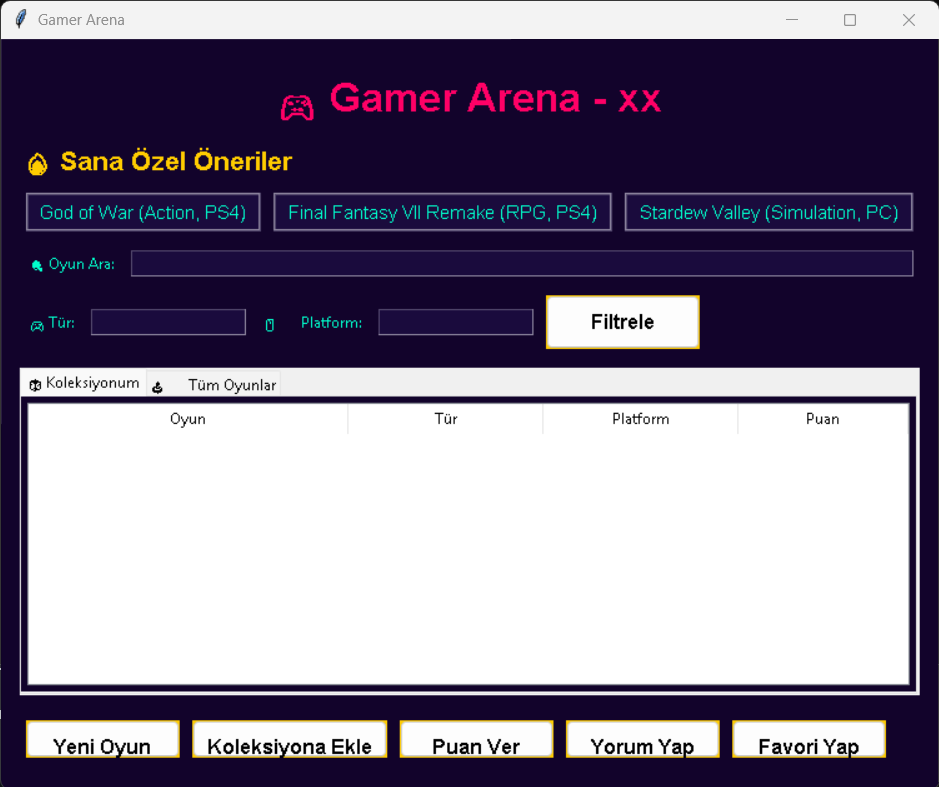 Gamer Arena
🎮 Gamer Arena - xx
🔥 Sana Özel Öneriler
God of War (Action, PS4) Final Fantasy VII Remake (RPG, PS4) Stardew Valley (Simulation, PC)
🔍 Oyun Ara:
🎮 Tür: Platform: Filtrele
Koleksiyonum Tüm Oyunlar
Oyun Tür Platform Puan
Yeni Oyun Koleksiyona Ekle Puan Ver Yorum Yap Favori Yap